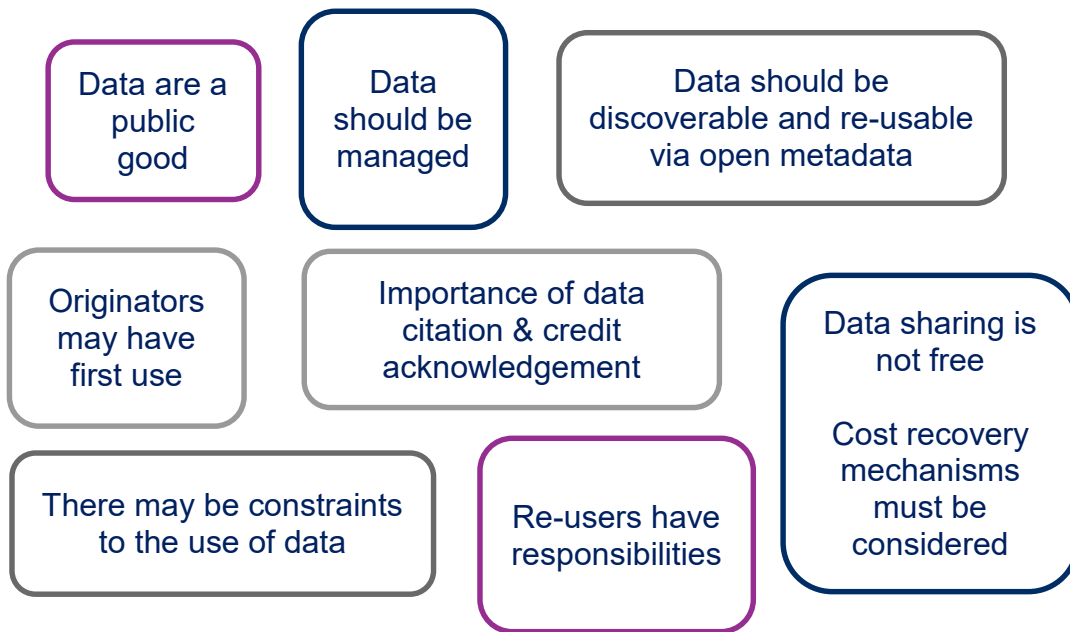 Data are a
public
good
Data
should be
managed
Data should be
discoverable and re-usable
via open metadata
Originators
may have
first use
Importance of data
citation & credit
acknowledgement
Data sharing is
not free
Cost recovery
mechanisms
must be
considered
There may be constraints
to the use of data
Re-users have
responsibilities